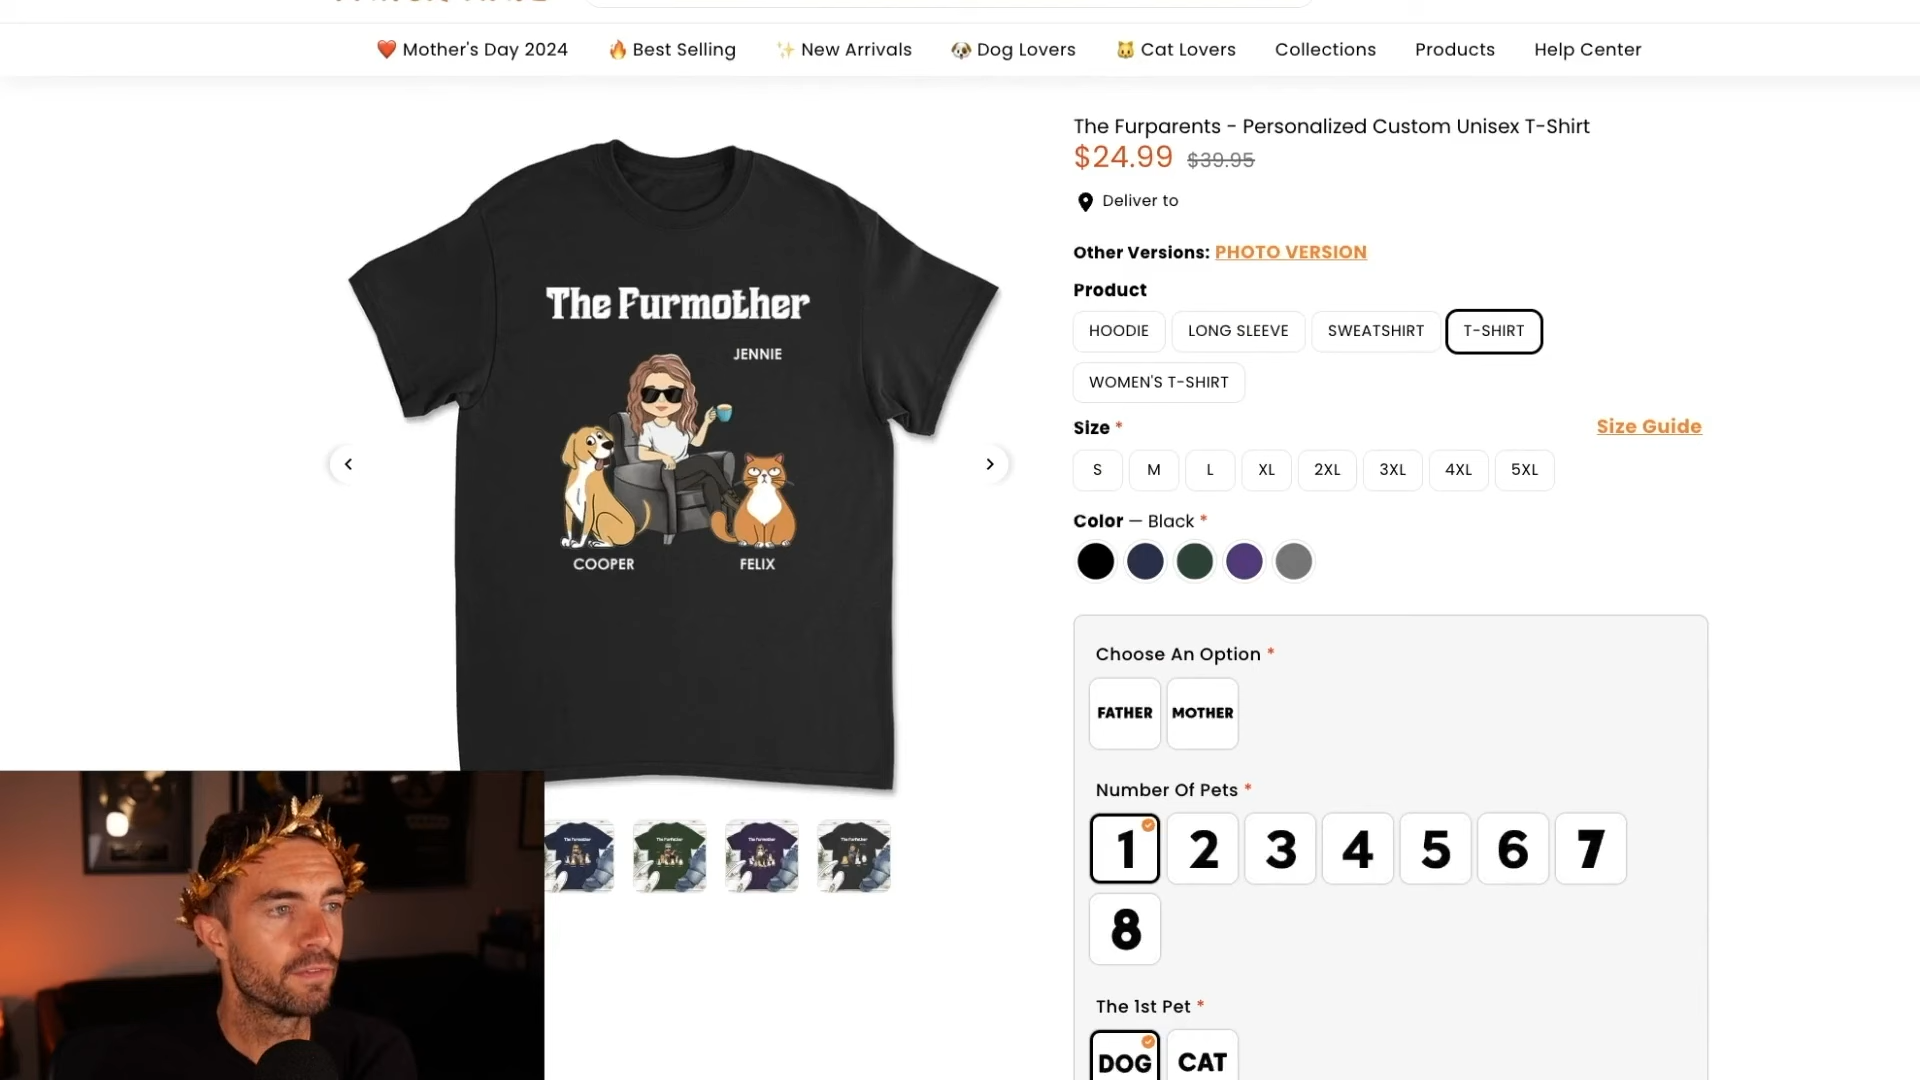 ❤️ Mother's Day 2024 🔥 Best Selling ✨ New Arrivals 🐶 Dog Lovers 🐱 Cat Lovers Collections Products Help Center
The Furparents - Personalized Custom Unisex T-Shirt
$24.99 $39.95
Deliver to
Other Versions: PHOTO VERSION
Product
HOODIE LONG SLEEVE SWEATSHIRT T-SHIRT
WOMEN'S T-SHIRT
Size * Size Guide
S M L XL 2XL 3XL 4XL 5XL
Color — Black *
Choose An Option *
FATHER MOTHER
Number Of Pets *
1 2 3 4 5 6 7
8
The 1st Pet *
DOG CAT
The Furmother
JENNIE
COOPER FELIX